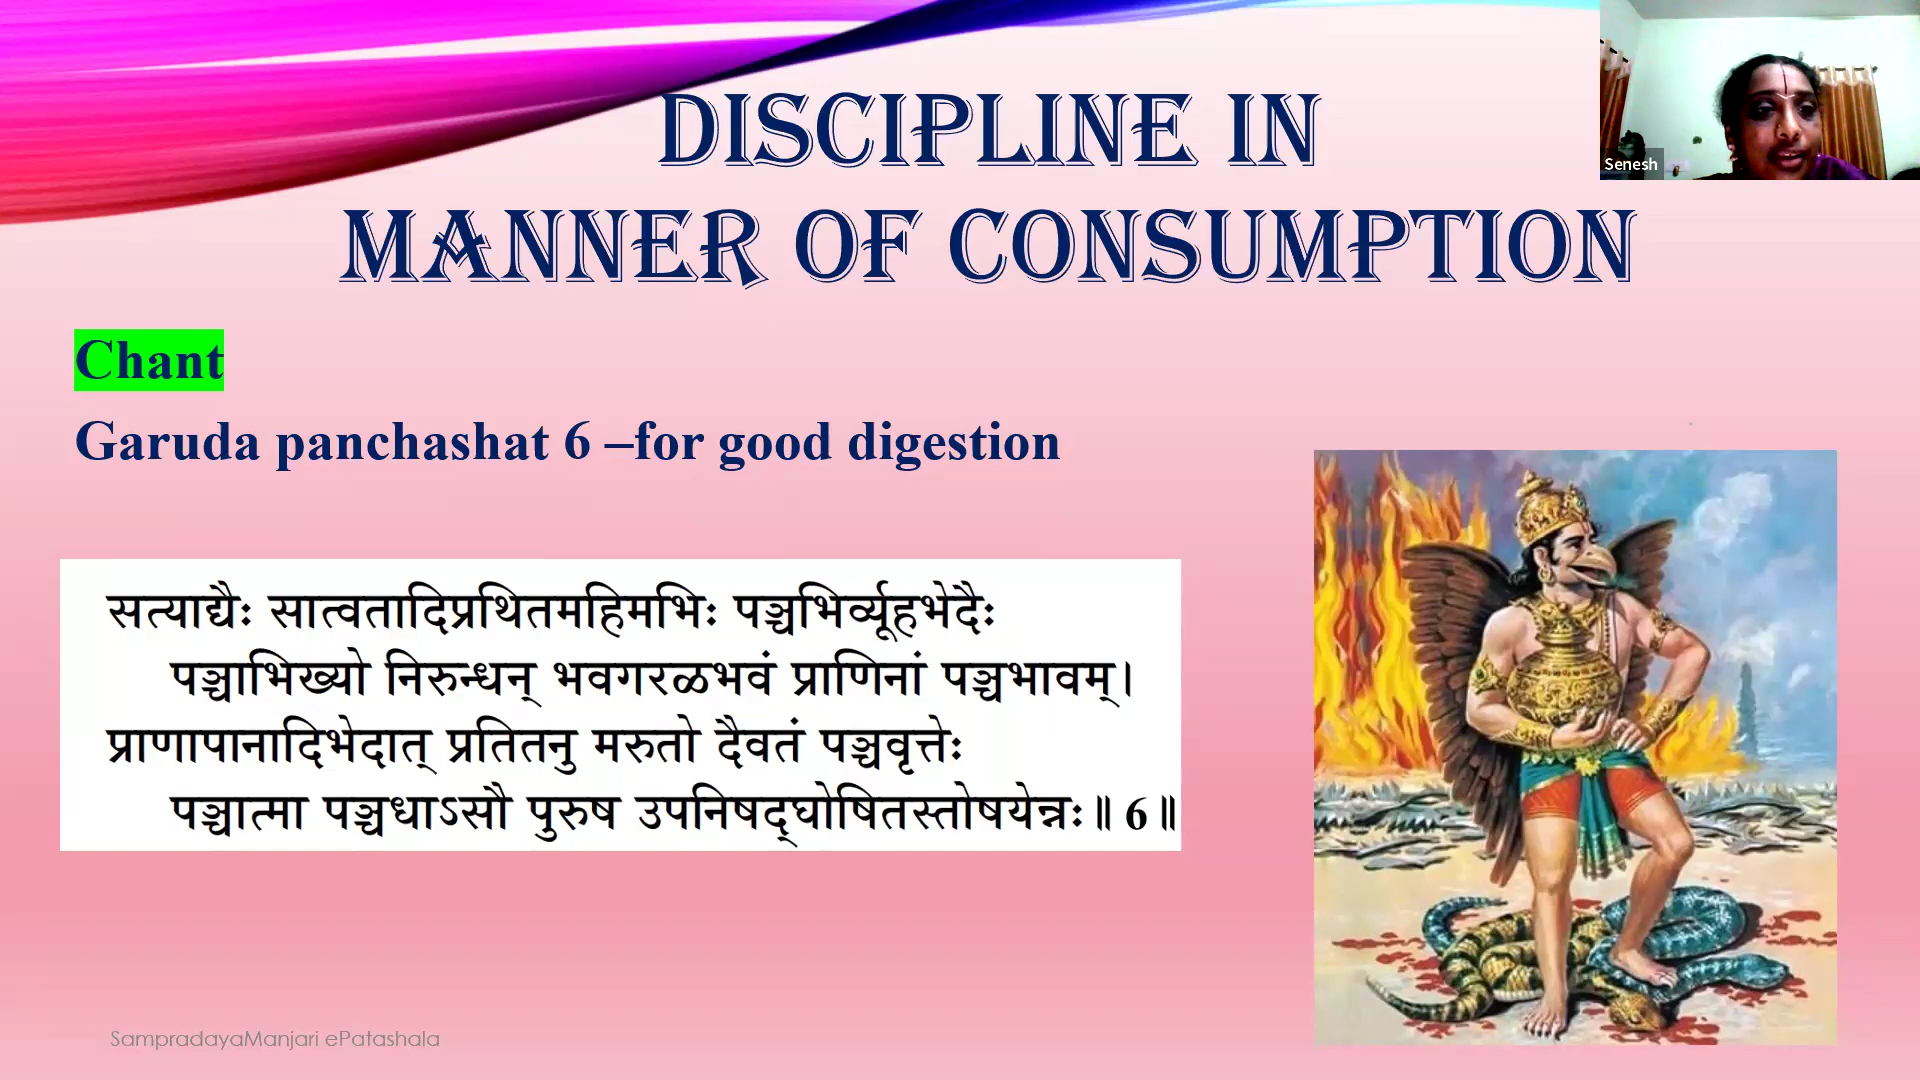 DISCIPLINE IN
MANNER OF CONSUMPTION
Senesh
Chant
Garuda panchashat 6 –for good digestion
सत्याद्यैः सात्वतादिप्रथितमहिमभिः पञ्चभिर्व्यूहभेदैः
पञ्चाभिख्यो निरुन्धन् भवगरळभवं प्राणिनां पञ्चभावम्।
प्राणापानादिभेदात् प्रतितनु मरुतो दैवतं पञ्चवृत्तेः
पञ्चात्मा पञ्चधाऽसौ पुरुष उपनिषद्घोषितस्तोषयेन्नः॥ 6॥
SampradayaManjari ePatashala